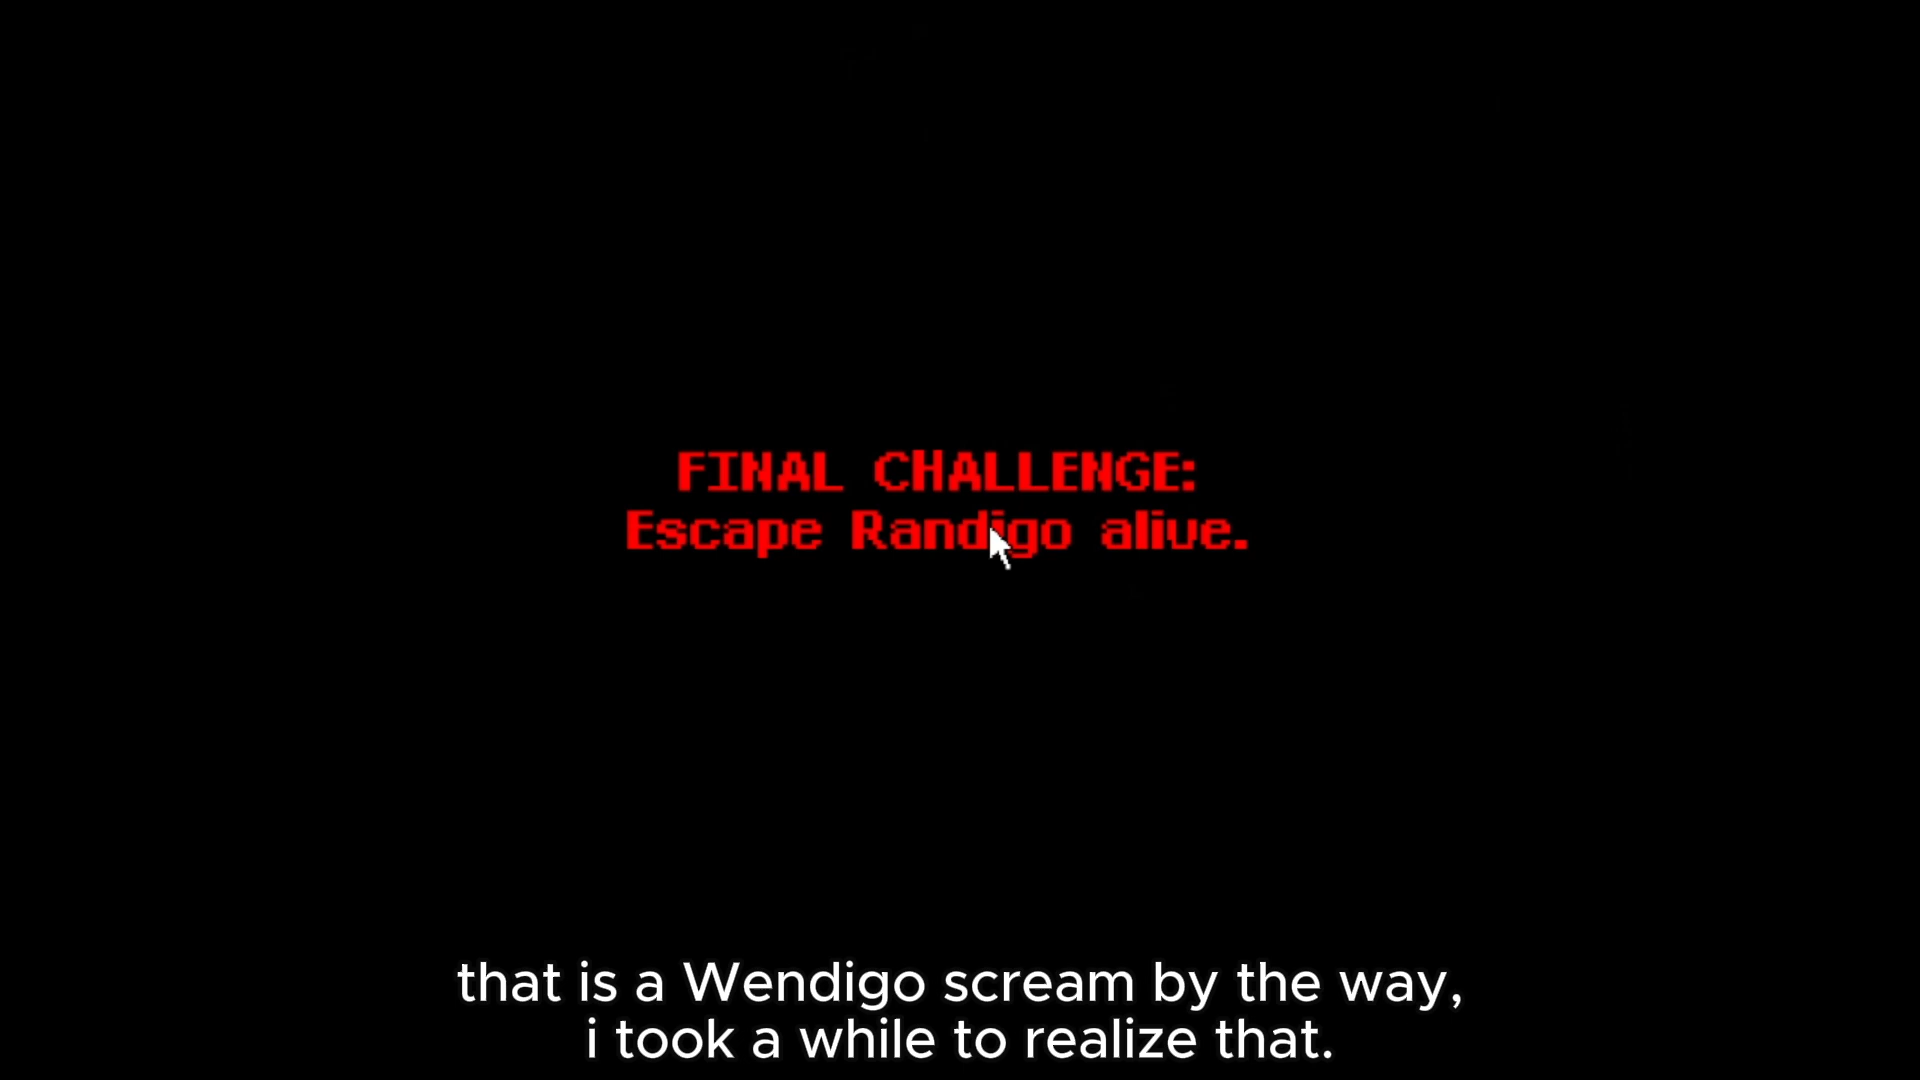 FINAL CHALLENGE:
Escape Randigo alive.
that is a Wendigo scream by the way,
i took a while to realize that.